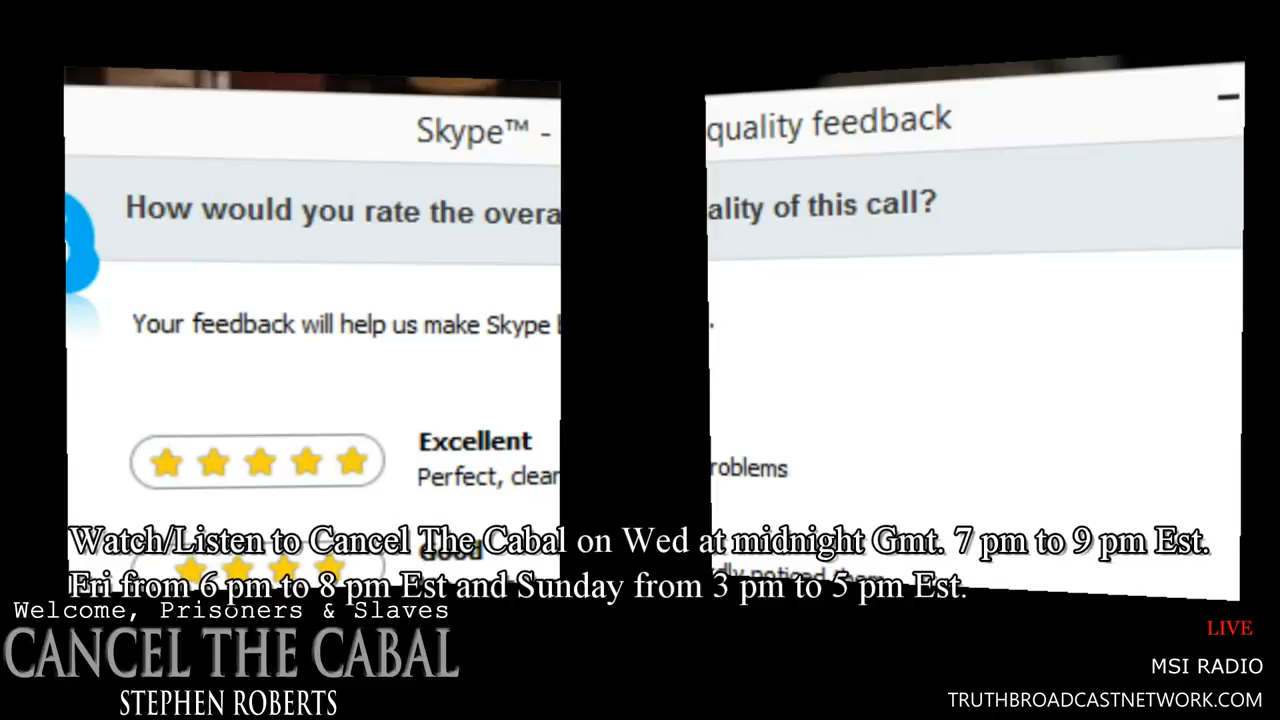 Skype™ -
quality feedback
How would you rate the overa
ality of this call?
Your feedback will help us make Skype
.
Excellent
Perfect, clear
roblems
Good
Watch/Listen to Cancel The Cabal on Wed at midnight Gmt. 7 pm to 9 pm Est.
Fri from 6 pm to 8 pm Est and Sunday from 3 pm to 5 pm Est.
Welcome, Prisoners & Slaves
CANCEL THE CABAL
STEPHEN ROBERTS
LIVE
MSI RADIO
TRUTHBROADCASTNETWORK.COM